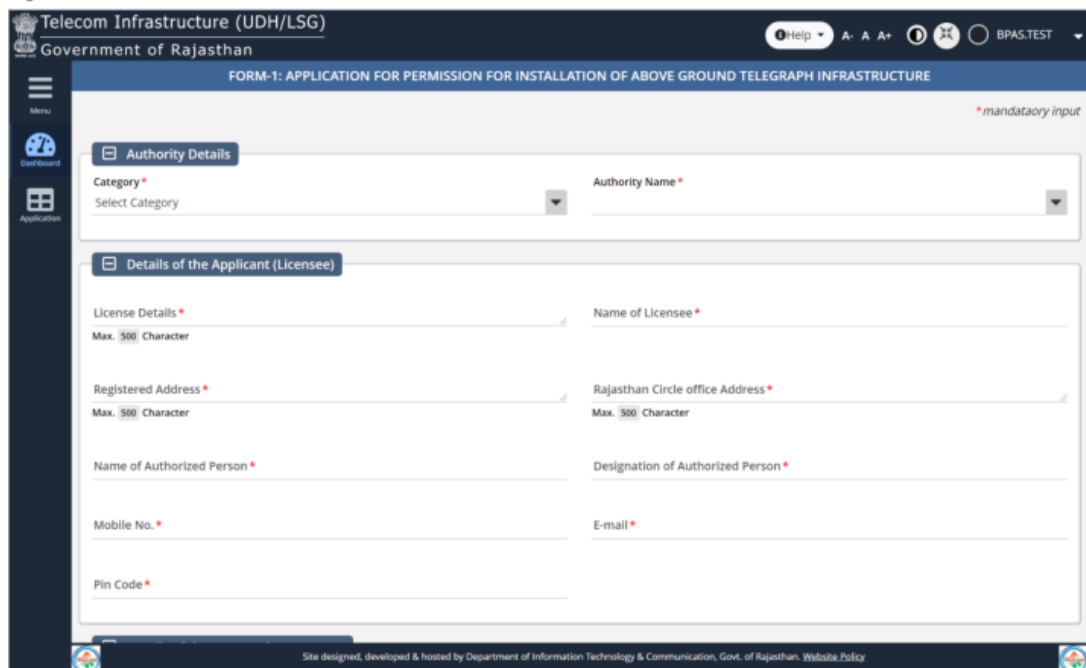 Telecom Infrastructure (UDH/LSG)
Government of Rajasthan
Help A- A A+ BPAS.TEST
Menu
Dashboard
Application
FORM-1: APPLICATION FOR PERMISSION FOR INSTALLATION OF ABOVE GROUND TELEGRAPH INFRASTRUCTURE
*mandataory input
Authority Details
Category* Authority Name*
Select Category
Details of the Applicant (Licensee)
License Details* Name of Licensee*
Max. 500 Character
Registered Address* Rajasthan Circle office Address*
Max. 500 Character Max. 500 Character
Name of Authorized Person* Designation of Authorized Person*
Mobile No.* E-mail*
Pin Code*
Site designed, developed & hosted by Department of Information Technology & Communication, Govt. of Rajasthan. Website Policy